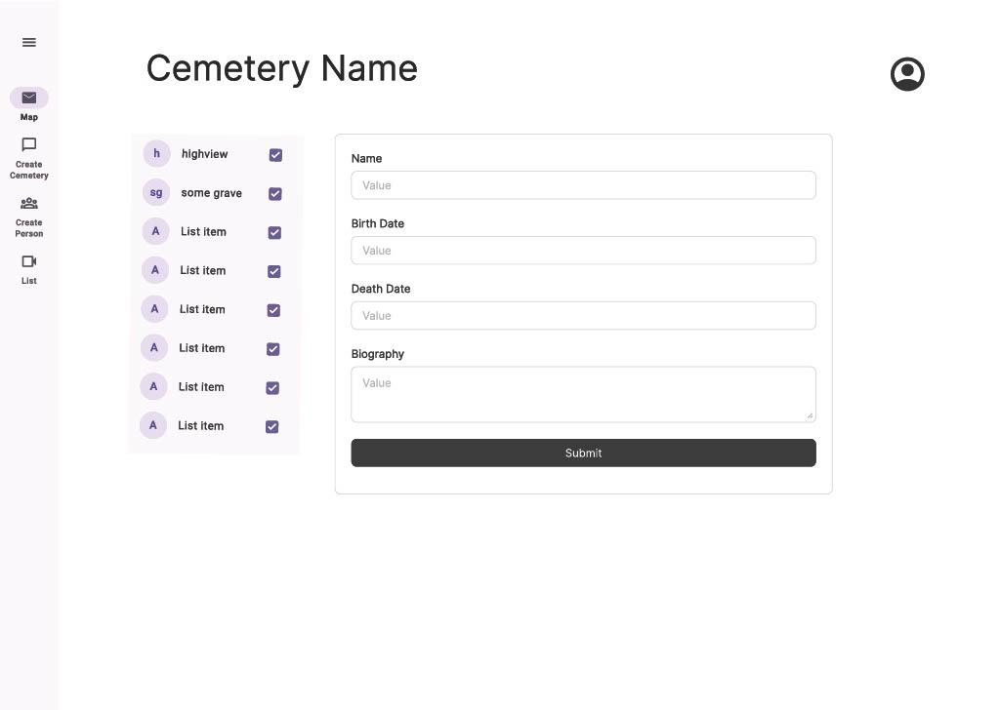 Cemetery Name
Map
Create
Cemetery
Create
Person
List
h highview
sg some grave
A List item
A List item
A List item
A List item
A List item
A List item
Name
Value
Birth Date
Value
Death Date
Value
Biography
Value
Submit